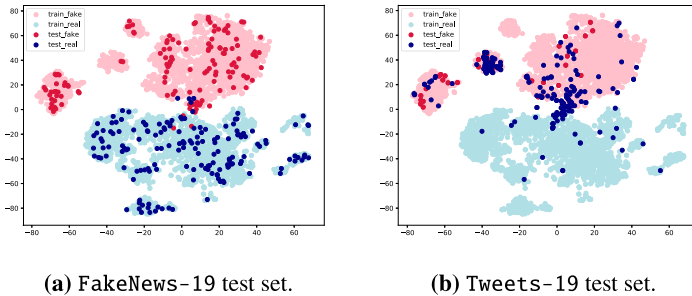 train_fake
train_real
test_fake
test_real
80
60
40
20
0
−20
−40
−60
−80
−80 −60 −40 −20 0 20 40 60
(a) FakeNews-19 test set.
train_fake
train_real
test_fake
test_real
80
60
40
20
0
−20
−40
−60
−80
−80 −60 −40 −20 0 20 40 60
(b) Tweets-19 test set.